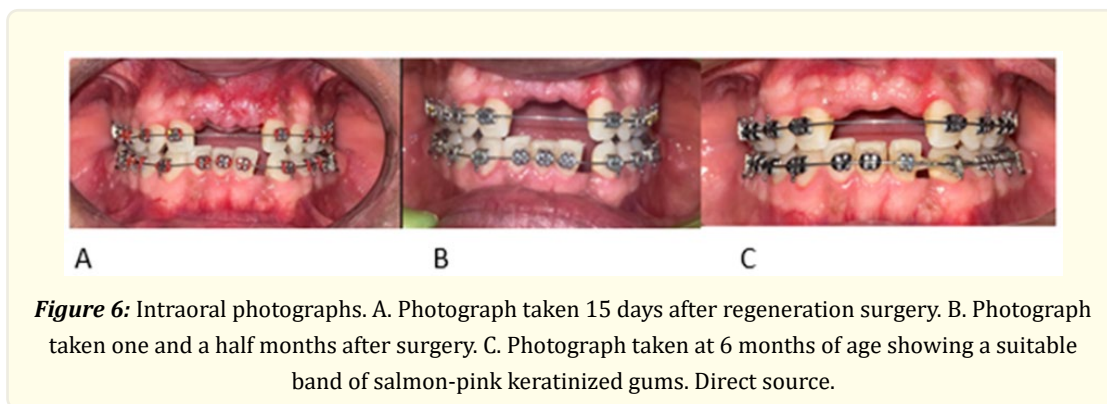 A B C
Figure 6: Intraoral photographs. A. Photograph taken 15 days after regeneration surgery. B. Photograph
taken one and a half months after surgery. C. Photograph taken at 6 months of age showing a suitable
band of salmon-pink keratinized gums. Direct source.